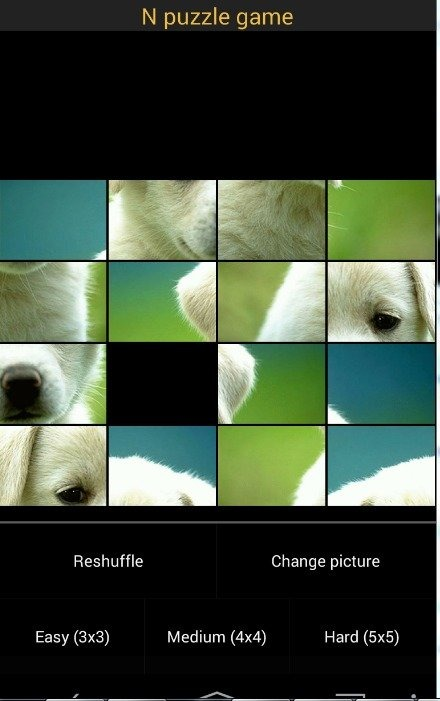 N puzzle game
Reshuffle
Change picture
Easy (3x3)
Medium (4x4)
Hard (5x5)